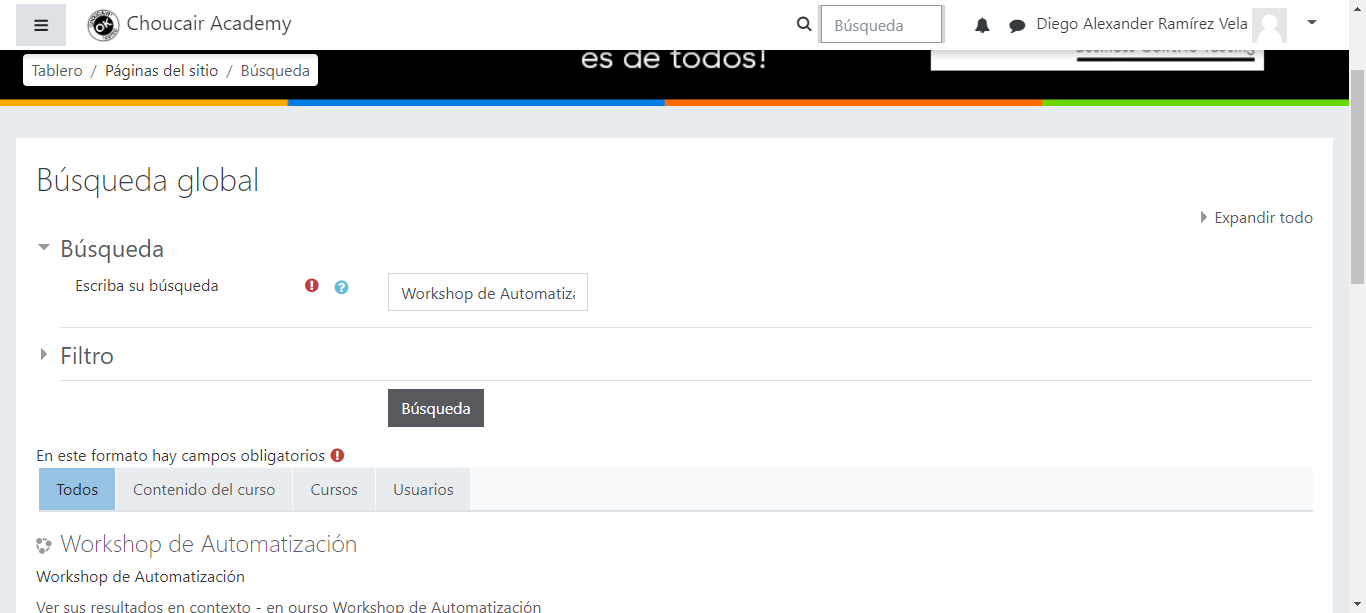 Choucair Academy
Búsqueda
Diego Alexander Ramírez Vela
es de todos!
Tablero / Páginas del sitio / Búsqueda
Búsqueda global
Expandir todo
Búsqueda
Escriba su búsqueda
Workshop de Automatiza
Filtro
Búsqueda
En este formato hay campos obligatorios
Todos
Contenido del curso
Cursos
Usuarios
Workshop de Automatización
Workshop de Automatización
Ver sus resultados en contexto - en ourso Workshop de Automatización